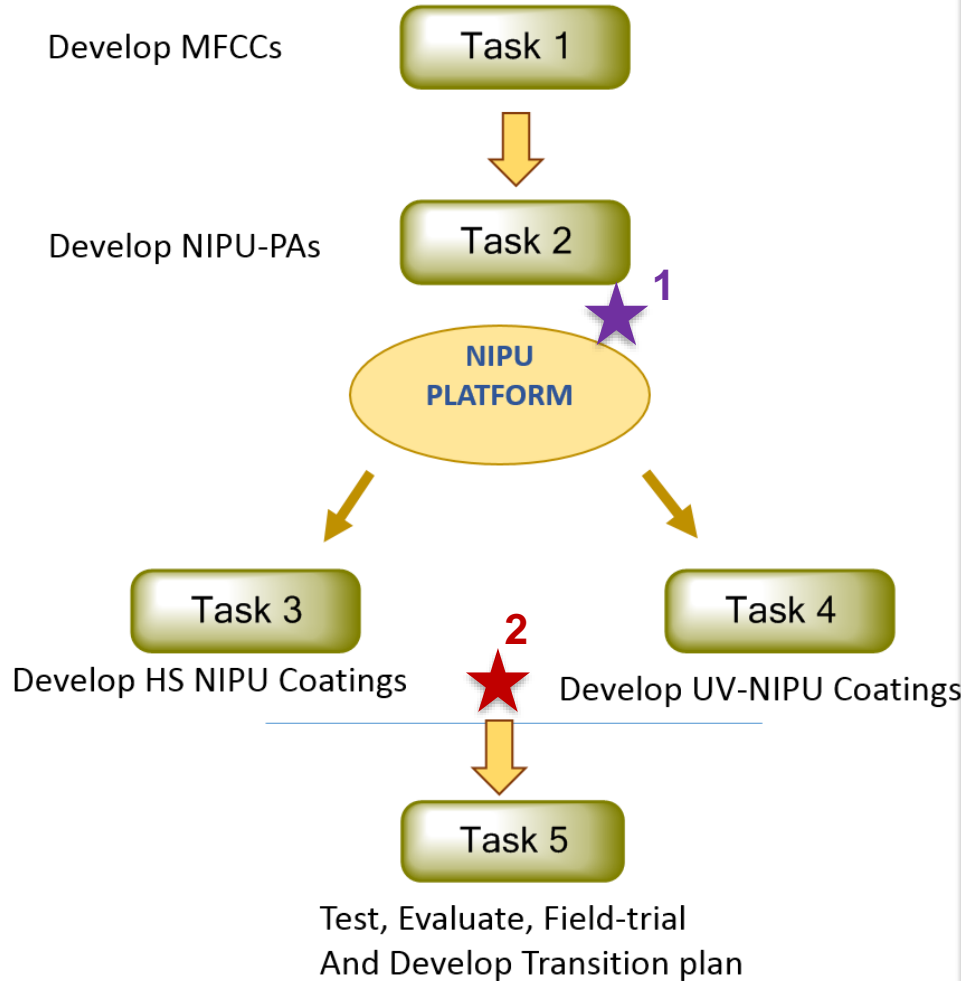 Develop MFCCs
Task 1
Develop NIPU-PAs
Task 2
1
NIPU
PLATFORM
Task 3
Task 4
2
Develop HS NIPU Coatings
Develop UV-NIPU Coatings
Task 5
Test, Evaluate, Field-trial
And Develop Transition plan